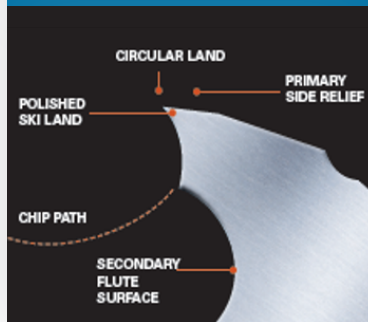 CIRCULAR LAND
PRIMARY
SIDE RELIEF
POLISHED
SKI LAND
CHIP PATH
SECONDARY
FLUTE
SURFACE